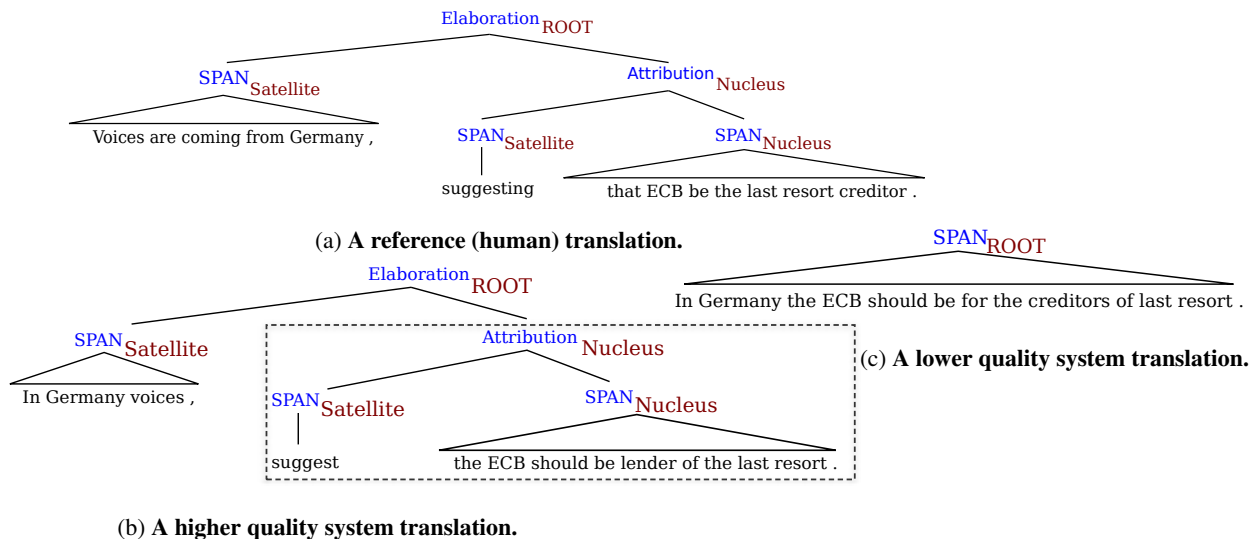 Elaboration ROOT
SPAN Satellite
Attribution Nucleus
Voices are coming from Germany ,
SPAN Satellite
SPAN Nucleus
suggesting
that ECB be the last resort creditor .
(a) A reference (human) translation.
Elaboration ROOT
SPAN Satellite
Attribution Nucleus
In Germany voices ,
SPAN Satellite
SPAN Nucleus
suggest
the ECB should be lender of the last resort .
(b) A higher quality system translation.
SPAN ROOT
In Germany the ECB should be for the creditors of last resort .
(c) A lower quality system translation.